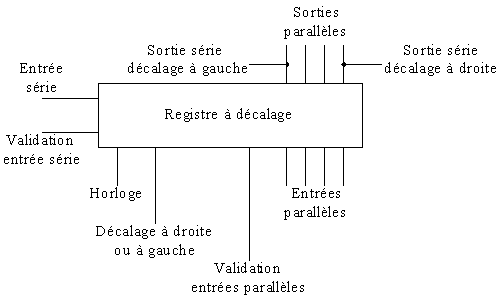 Sorties
parallèles
Sortie série
décalage à gauche
Sortie série
décalage à droite
Entrée
série
Registre à décalage
Validation
entrée série
Horloge
Entrées
parallèles
Décalage à droite
ou à gauche
Validation
entrées parallèles